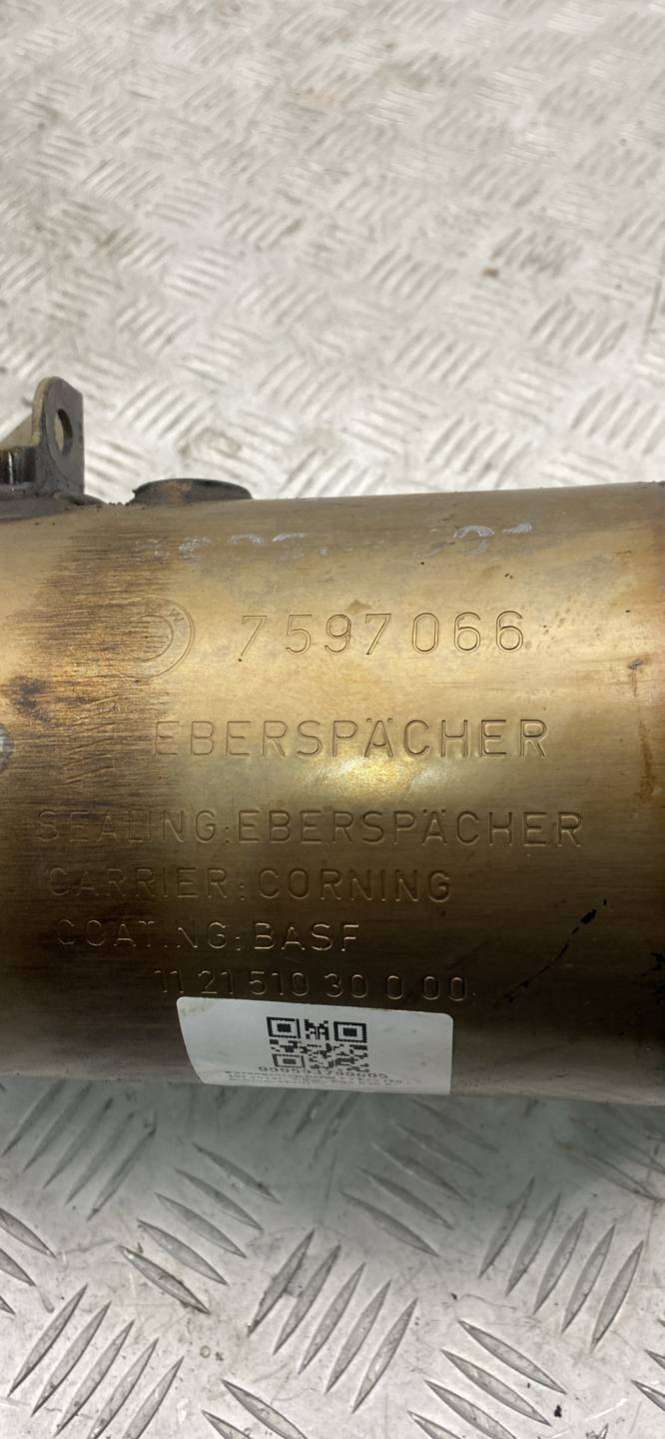 7597066
EBERSPÄCHER
SEALING:EBERSPÄCHER
CARRIER:CORNING
COATING:BASF
11 21 510 30 0 00